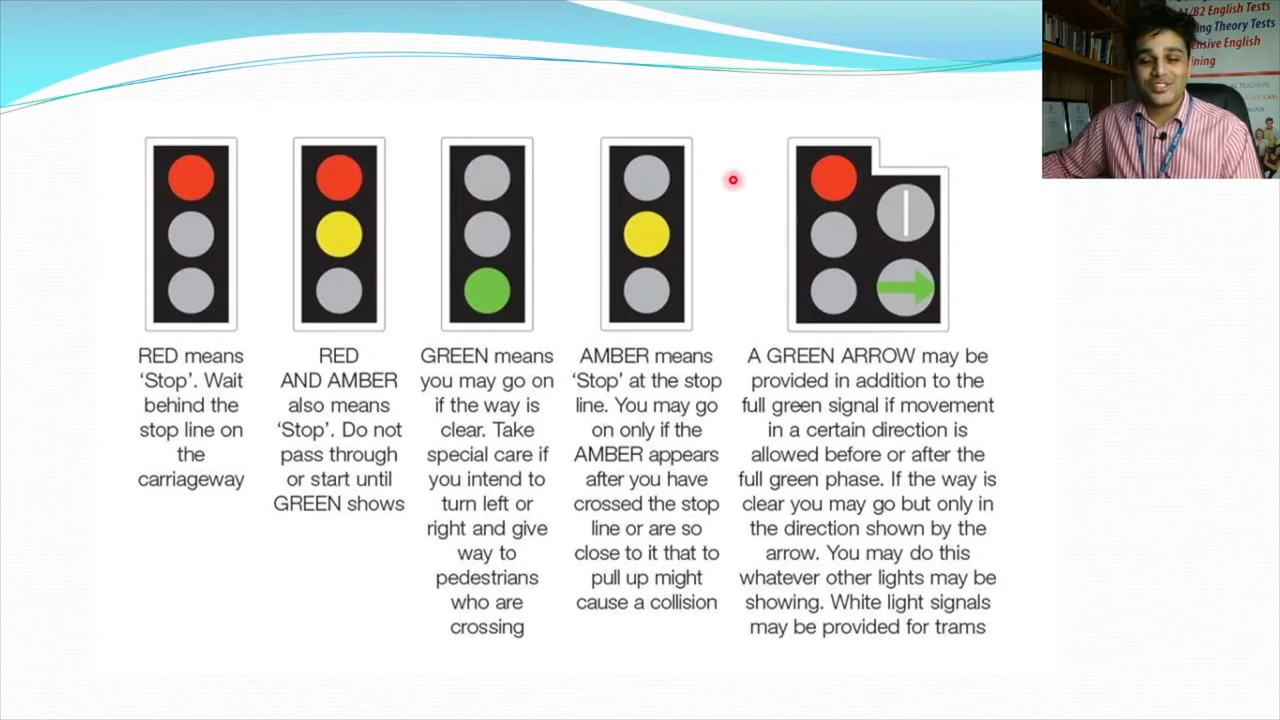 RED means
‘Stop’. Wait
behind the
stop line on
the
carriageway
RED
AND AMBER
also means
‘Stop’. Do not
pass through
or start until
GREEN shows
GREEN means
you may go on
if the way is
clear. Take
special care if
you intend to
turn left or
right and give
way to
pedestrians
who are
crossing
AMBER means
‘Stop’ at the stop
line. You may go
on only if the
AMBER appears
after you have
crossed the stop
line or are so
close to it that to
pull up might
cause a collision
A GREEN ARROW may be
provided in addition to the
full green signal if movement
in a certain direction is
allowed before or after the
full green phase. If the way is
clear you may go but only in
the direction shown by the
arrow. You may do this
whatever other lights may be
showing. White light signals
may be provided for trams
A1/B2 English Tests
Theory Tests
English
TEACHERS